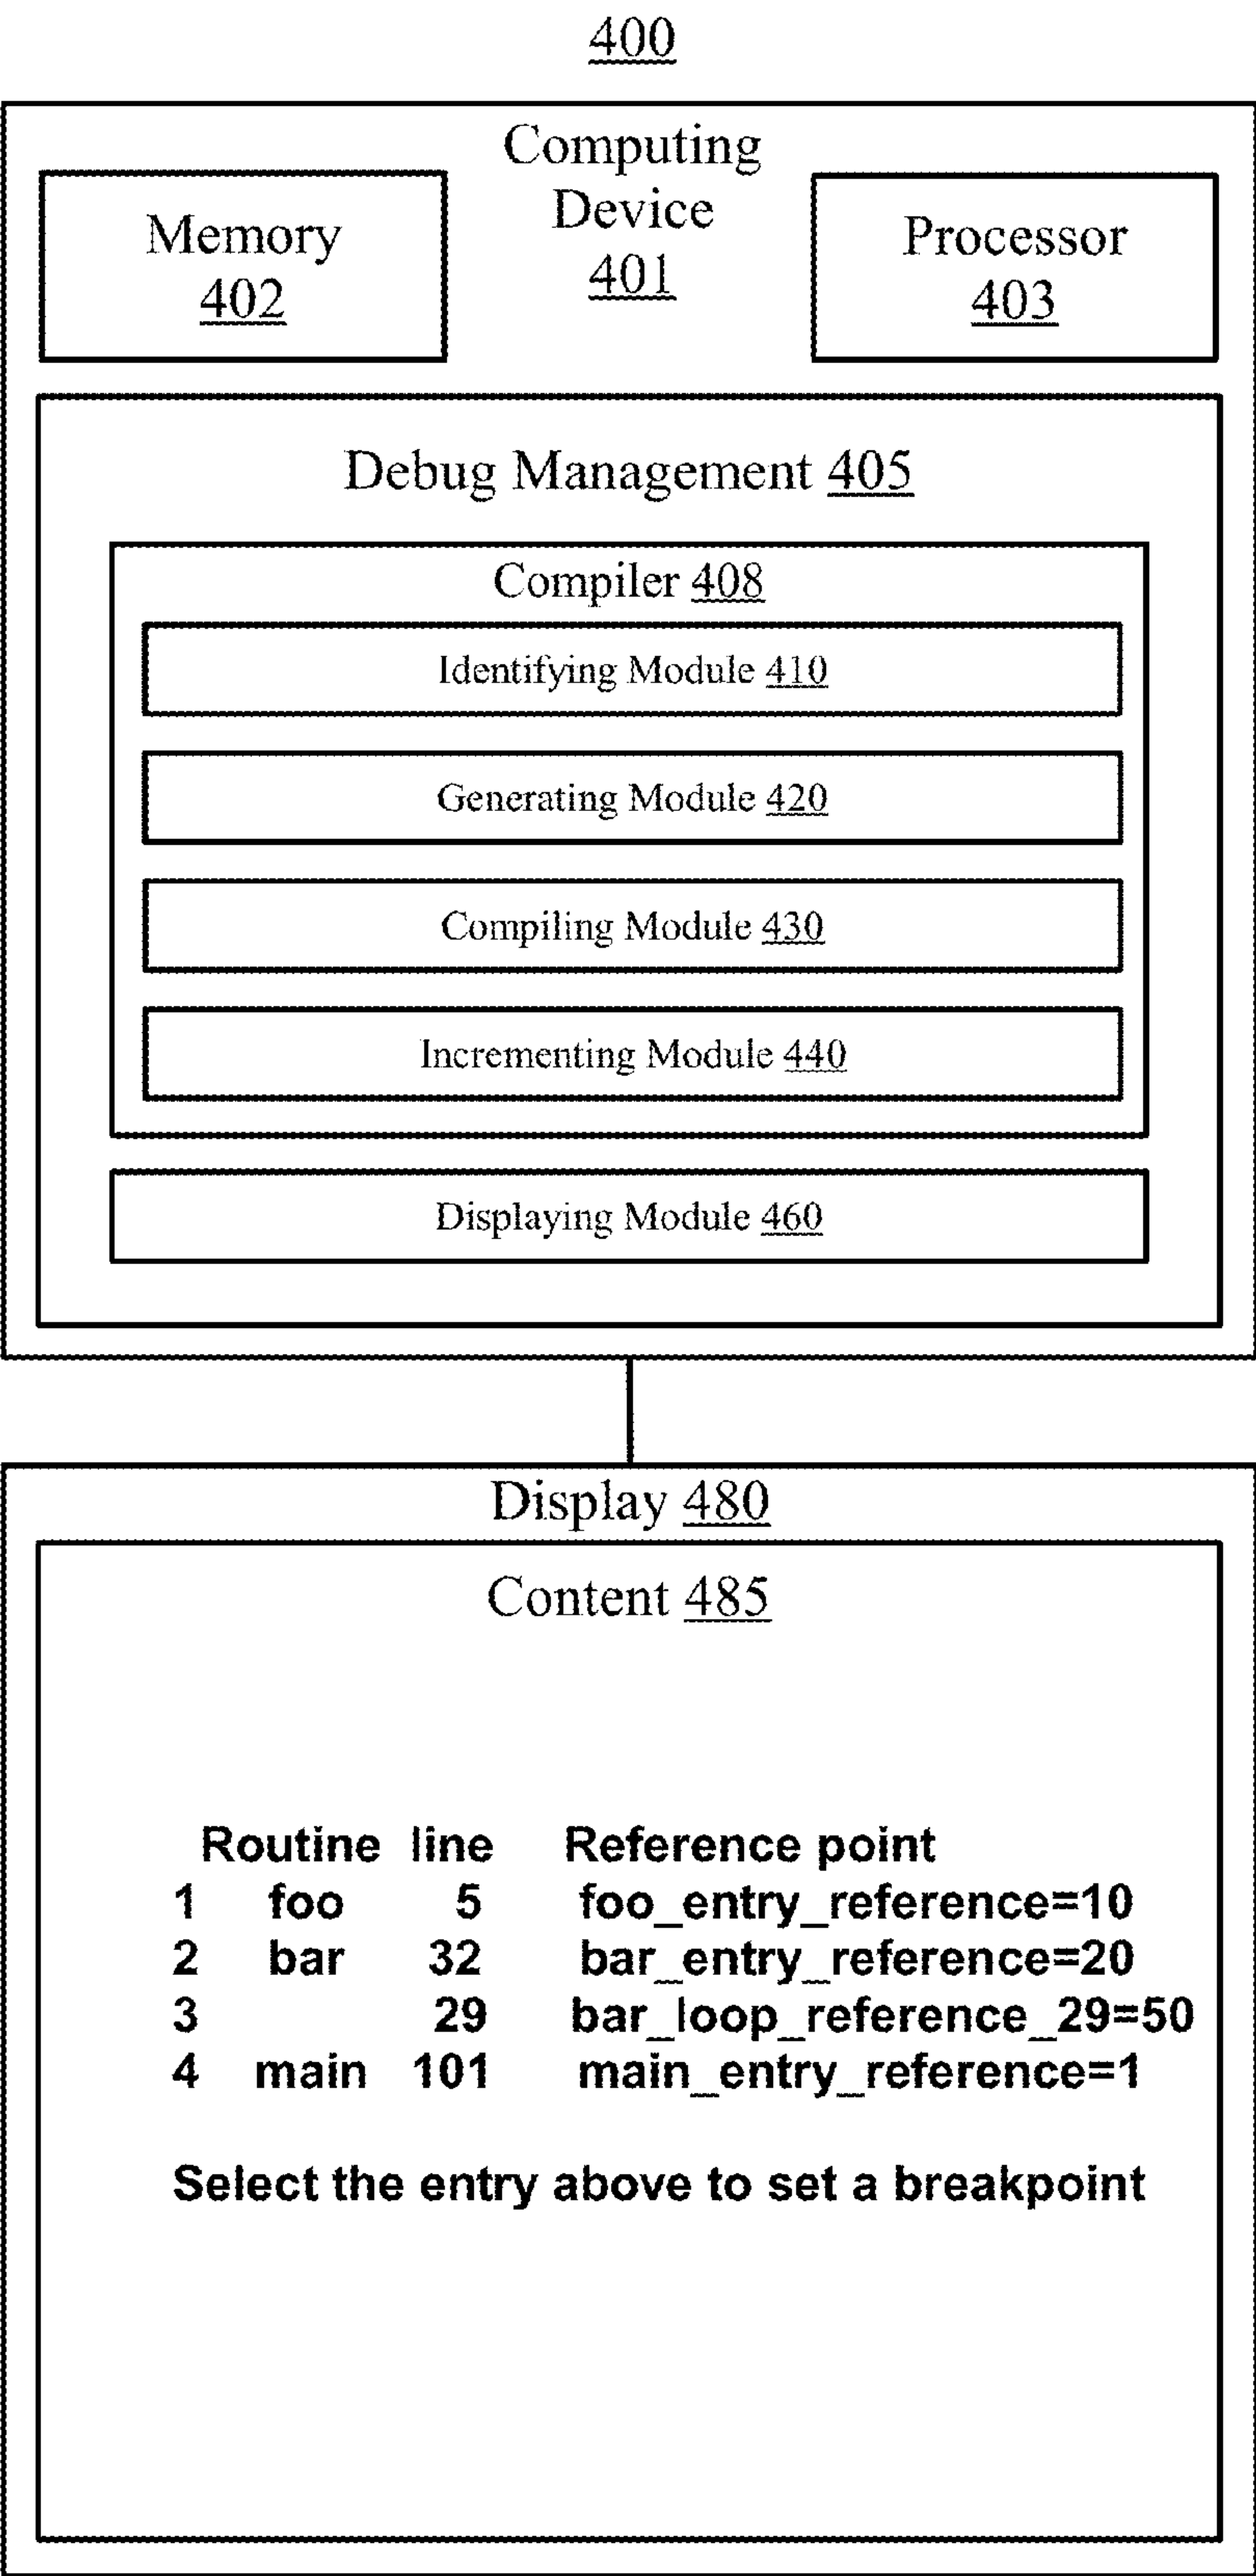 400
Computing
Device
401
Memory
402
Processor
403
Debug Management 405
Compiler 408
Identifying Module 410
Generating Module 420
Compiling Module 430
Incrementing Module 440
Displaying Module 460
Display 480
Content 485
Routine line Reference point
1 foo 5 foo_entry_reference=10
2 bar 32 bar_entry_reference=20
3 29 bar_loop_reference_29=50
4 main 101 main_entry_reference=1
Select the entry above to set a breakpoint